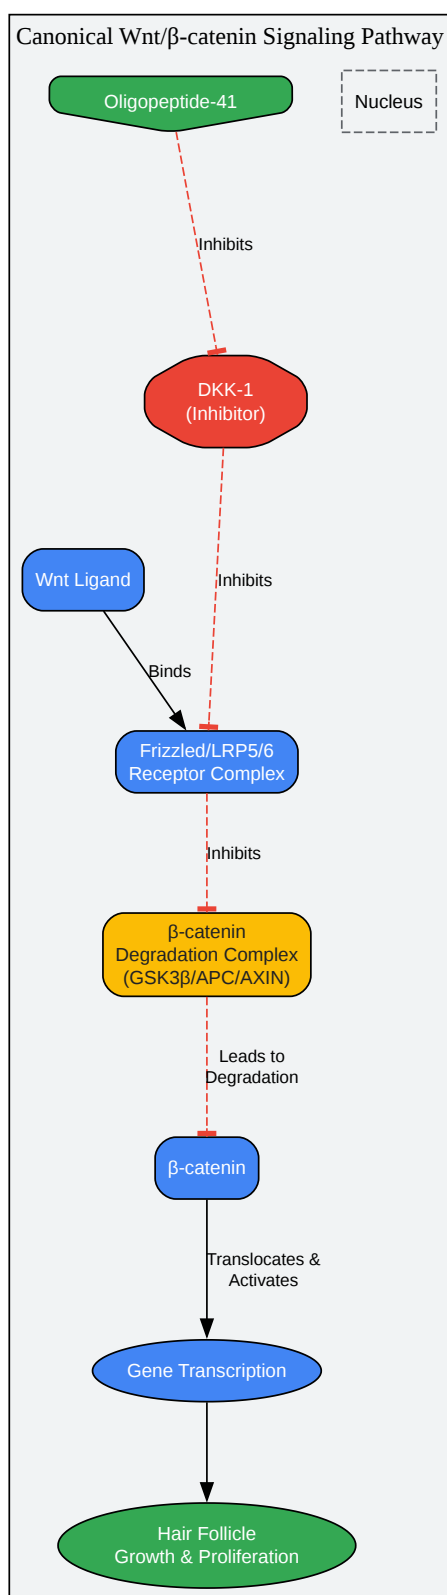 Canonical Wnt/β-catenin Signaling Pathway
Oligopeptide-41
Nucleus
Inhibits
DKK-1
(Inhibitor)
Wnt Ligand
Inhibits
Binds
Frizzled/LRP5/6
Receptor Complex
Inhibits
β-catenin
Degradation Complex
(GSK3β/APC/AXIN)
Leads to
Degradation
β-catenin
Translocates &
Activates
Gene Transcription
Hair Follicle
Growth & Proliferation